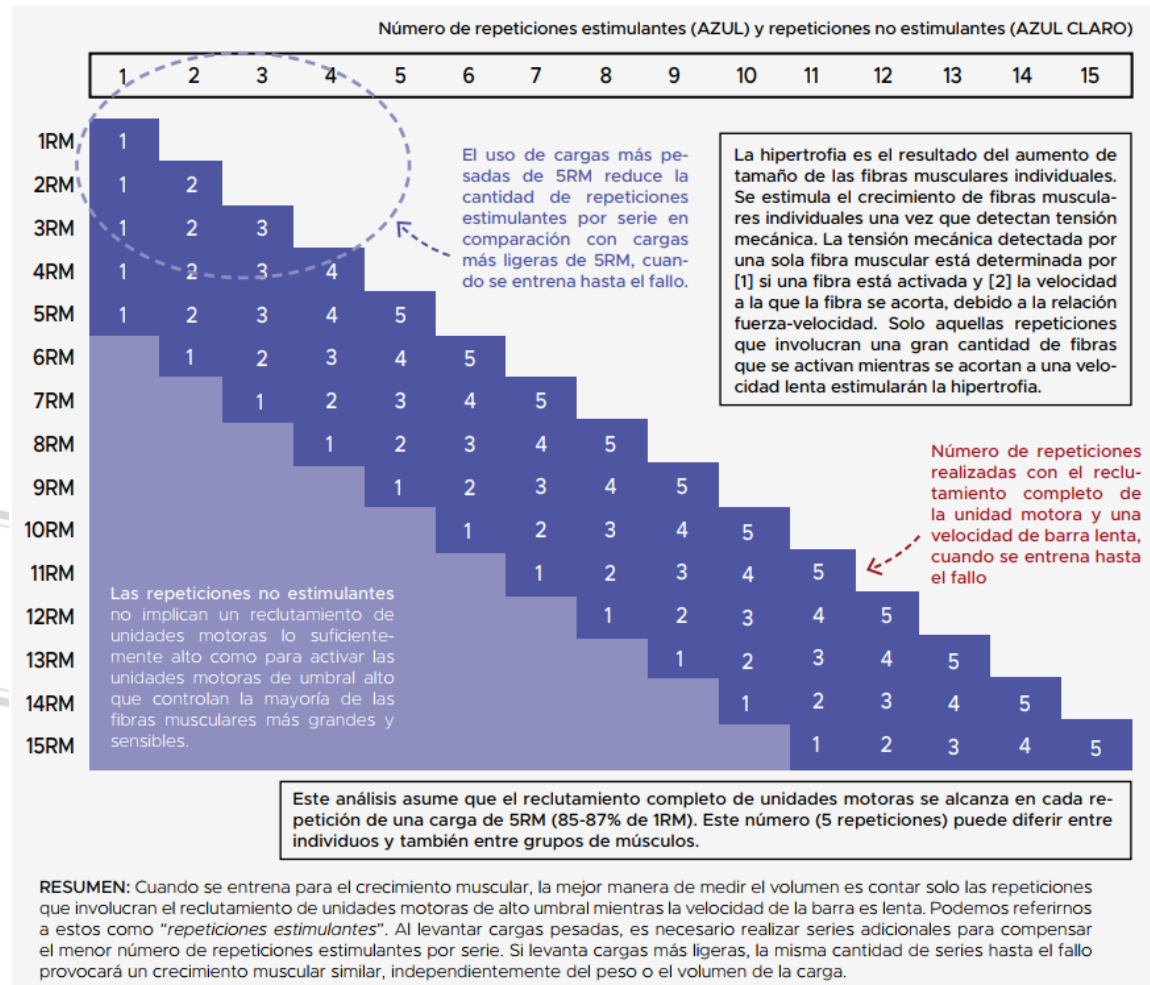 Número de repeticiones estimulantes (AZUL) y repeticiones no estimulantes (AZUL CLARO)
1 2 3 4 5 6 7 8 9 10 11 12 13 14 15
1RM 1
2RM 1 2
3RM 1 2 3
4RM 1 2 3 4
5RM 1 2 3 4 5
6RM 1 2 3 4 5
7RM 1 2 3 4 5
8RM 1 2 3 4 5
9RM 1 2 3 4 5
10RM 1 2 3 4 5
11RM 1 2 3 4 5
12RM 1 2 3 4 5
13RM 1 2 3 4 5
14RM 1 2 3 4 5
15RM 1 2 3 4 5
El uso de cargas más pe-
sadas de 5RM reduce la
cantidad de repeticiones
estimulantes por serie en
comparación con cargas
más ligeras de 5RM, cuan-
do se entrena hasta el fallo.
La hipertrofia es el resultado del aumento de
tamaño de las fibras musculares individuales.
Se estimula el crecimiento de fibras muscula-
res individuales una vez que detectan tensión
mecánica. La tensión mecánica detectada por
una sola fibra muscular está determinada por
[1] si una fibra está activada y [2] la velocidad
a la que la fibra se acorta, debido a la relación
fuerza-velocidad. Solo aquellas repeticiones
que involucran una gran cantidad de fibras
que se activan mientras se acortan a una velo-
cidad lenta estimularán la hipertrofia.
Número de repeticiones
realizadas con el reclu-
tamiento completo de
la unidad motora y una
velocidad de barra lenta,
cuando se entrena hasta
el fallo
Las repeticiones no estimulantes
no implican un reclutamiento de
unidades motoras lo suficiente-
mente alto como para activar las
unidades motoras de umbral alto
que controlan la mayoría de las
fibras musculares más grandes y
sensibles.
Este análisis asume que el reclutamiento completo de unidades motoras se alcanza en cada re-
petición de una carga de 5RM (85-87% de 1RM). Este número (5 repeticiones) puede diferir entre
individuos y también entre grupos de músculos.
RESUMEN: Cuando se entrena para el crecimiento muscular, la mejor manera de medir el volumen es contar solo las repeticiones
que involucran el reclutamiento de unidades motoras de alto umbral mientras la velocidad de la barra es lenta. Podemos referirnos
a estos como "repeticiones estimulantes". Al levantar cargas pesadas, es necesario realizar series adicionales para compensar
el menor número de repeticiones estimulantes por serie. Si levanta cargas más ligeras, la misma cantidad de series hasta el fallo
provocará un crecimiento muscular similar, independientemente del peso o el volumen de la carga.